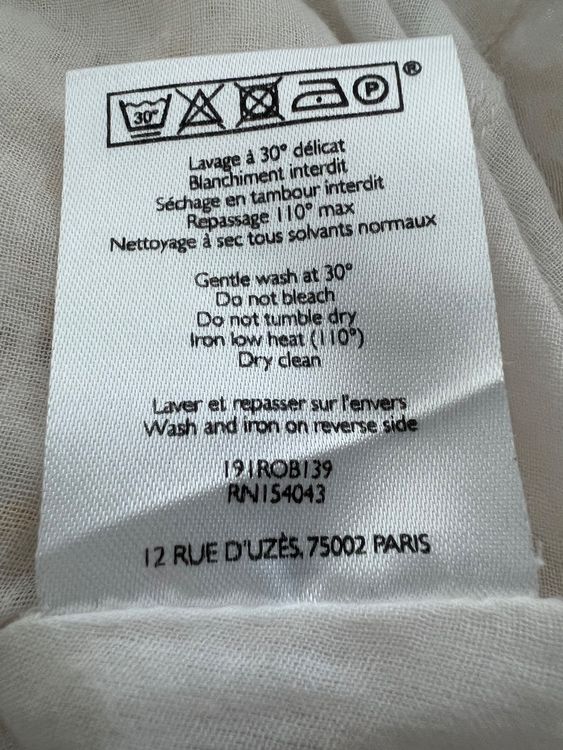 30°
P
®
Lavage à 30° délicat
Blanchiment interdit
Séchage en tambour interdit
Repassage 110° max
Nettoyage à sec tous solvants normaux
Gentle wash at 30°
Do not bleach
Do not tumble dry
Iron low heat (110°)
Dry clean
Laver et repasser sur l'envers
Wash and iron on reverse side
191ROB139
RN154043
12 RUE D'UZÈS, 75002 PARIS